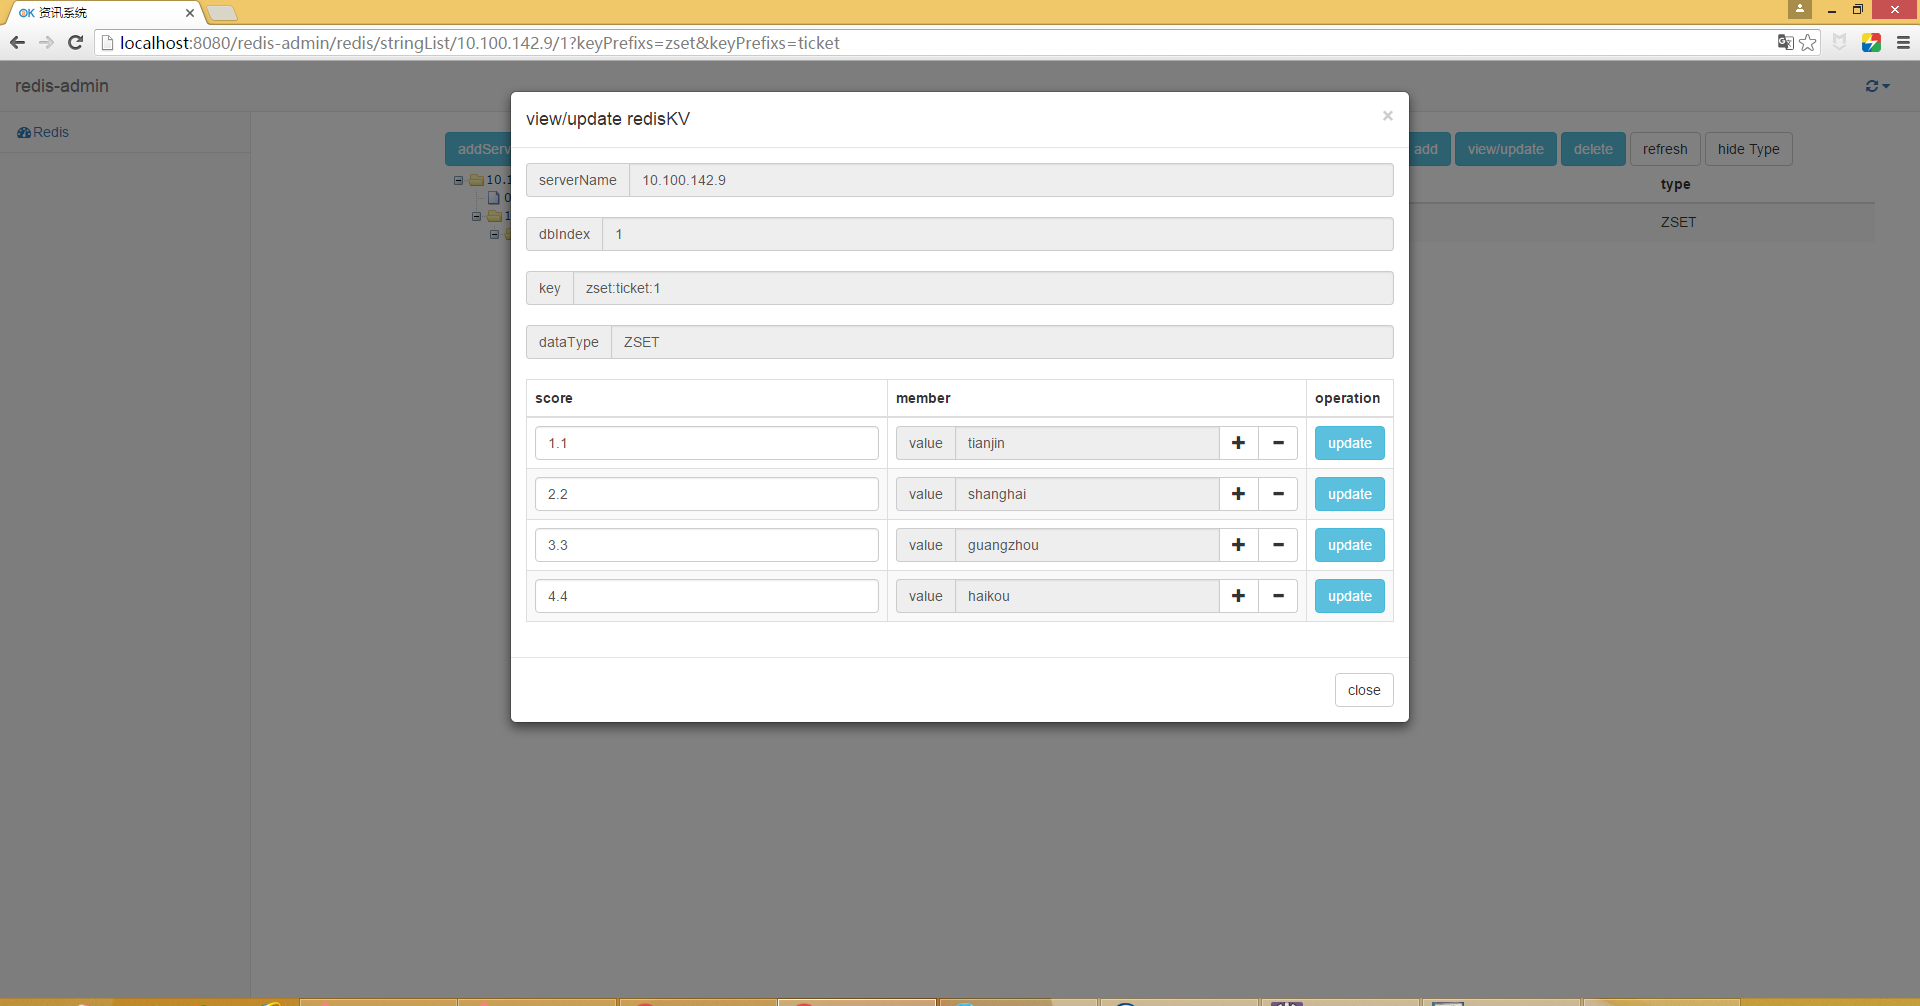 OK 资讯系统
localhost:8080/redis-admin/redis/stringList/10.100.142.9/1?keyPrefixs=zset&keyPrefixs=ticket
redis-admin
Redis
addServ
add view/update delete refresh hide Type
10.1
0
1
type
ZSET
view/update redisKV ×
serverName 10.100.142.9
dbIndex 1
key zset:ticket:1
dataType ZSET
score member operation
1.1 value tianjin update
2.2 value shanghai update
3.3 value guangzhou update
4.4 value haikou update
close